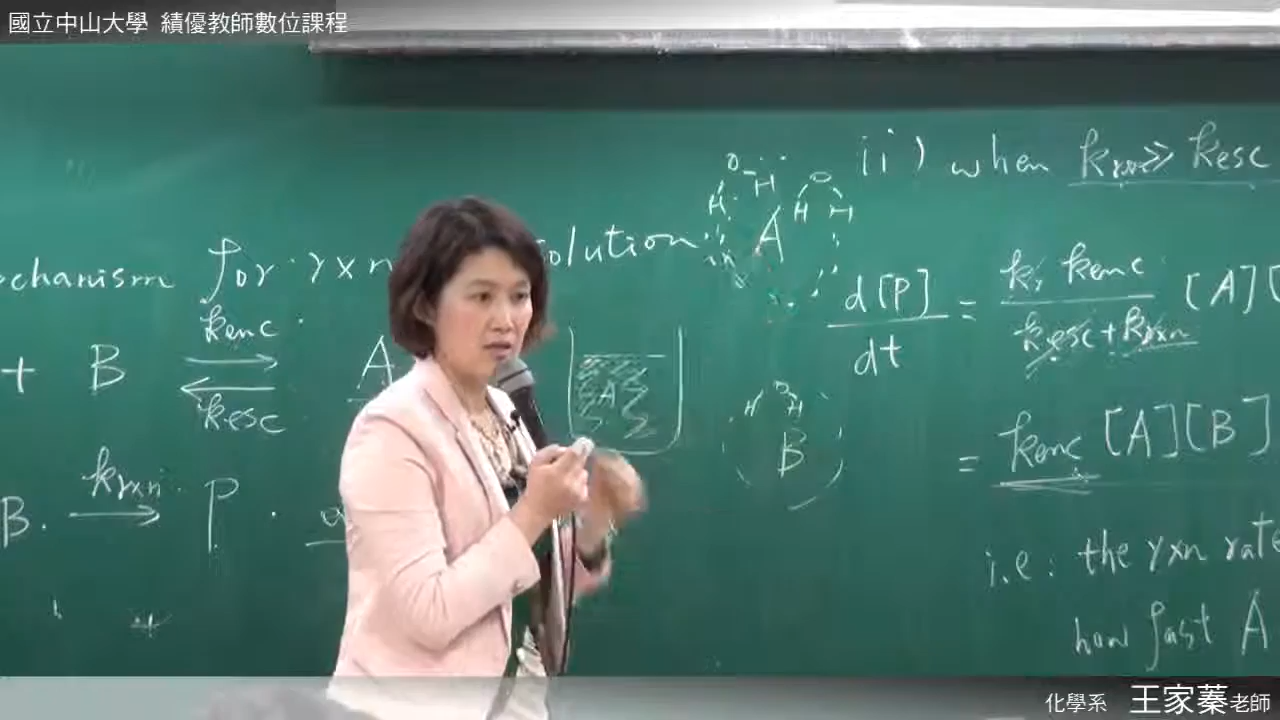 國立中山大學 績優教師數位課程
ii) when krxn >> kesc
chanism for rxn olution
O H H O H H A
kenc
+ B ⇌ A
kesc
d[P]/dt = k, kenc / kesc + krxn [A][
A
H H
B
= kenc [A][B]
B. krxn → P.
i.e: the rxn rate
how fast A
化學系 王家蓁老師